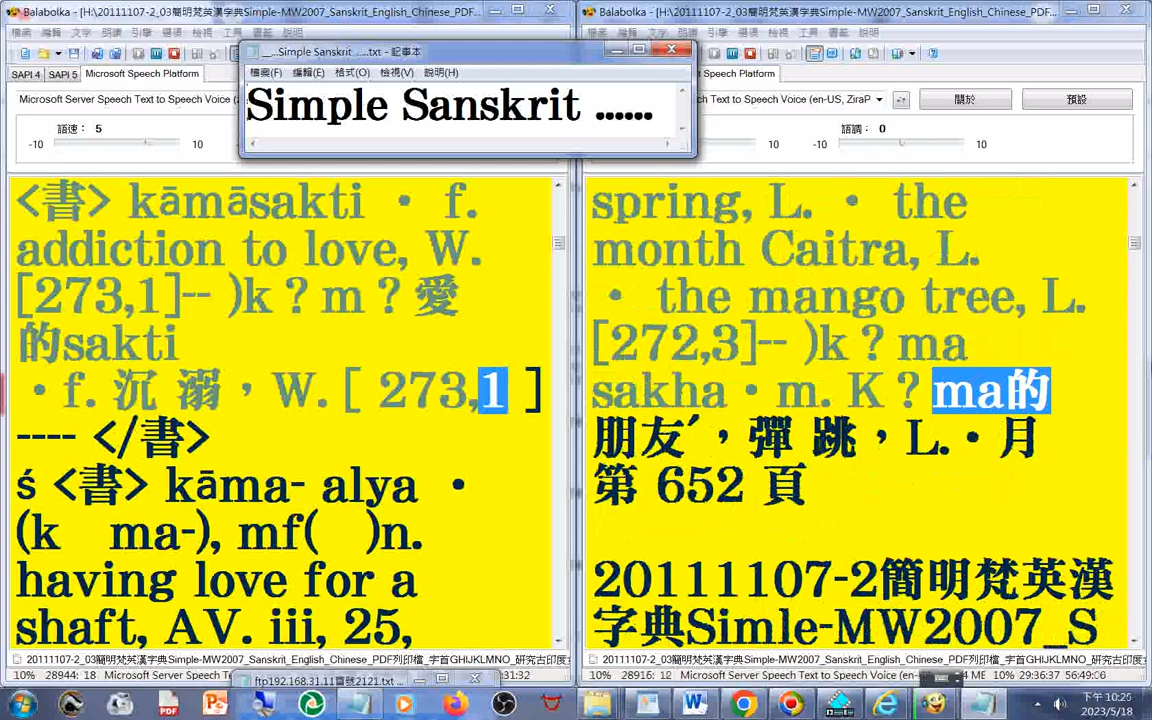 Balabolka - [H:\20111107-2_03簡明梵英漢字典Simple-MW2007_Sanskrit_English_Chinese_PDF...
Balabolka - [H:\20111107-2_03簡明梵英漢字典Simple-MW2007_Sanskrit_English_Chinese_PDF...
__...Simple Sanskrit ......txt - 記事本
檔案(F) 編輯(E) 格式(O) 檢視(V) 說明(H)
Simple Sanskrit ......
SAPI 4 SAPI 5 Microsoft Speech Platform
t Speech Platform
Microsoft Server Speech Text to Speech Voice (z
ch Text to Speech Voice (en-US, ZiraP
關於
預設
語速： 5
語調： 0
-10 10
10 -10 10
<書> kāmāsakti • f.
addiction to love, W.
[273,1]-- )k？m？愛
的sakti
•f. 沉 溺，W. [ 273,1 ]
---- </書>
ś <書> kāma- alya •
(k ma-), mf( )n.
having love for a
shaft, AV. iii, 25,
spring, L. • the
month Caitra, L.
• the mango tree, L.
[272,3]-- )k？ma
sakha•m. K？ma的
朋友ˊ，彈 跳，L.•月
第 652 頁
20111107-2簡明梵英漢
字典Simle-MW2007_S
20111107-2_03簡明梵英漢字典Simple-MW2007_Sanskrit_English_Chinese_PDF列印檔_字首GHIJKLMNO_研究古印度
20111107-2_03簡明梵英漢字典Simple-MW2007_Sanskrit_English_Chinese_PDF列印檔_字首GHIJKLMNO_研究古印度
10% 28944: 18 Microsoft Server Speech
ftp192.168.31.11
2121.txt ...
:31:32
10% 28916: 12 Microsoft Server Speech Text to Speech Voice
10% 29:36:37 56:49:06
下午 10:25
2023/5/18